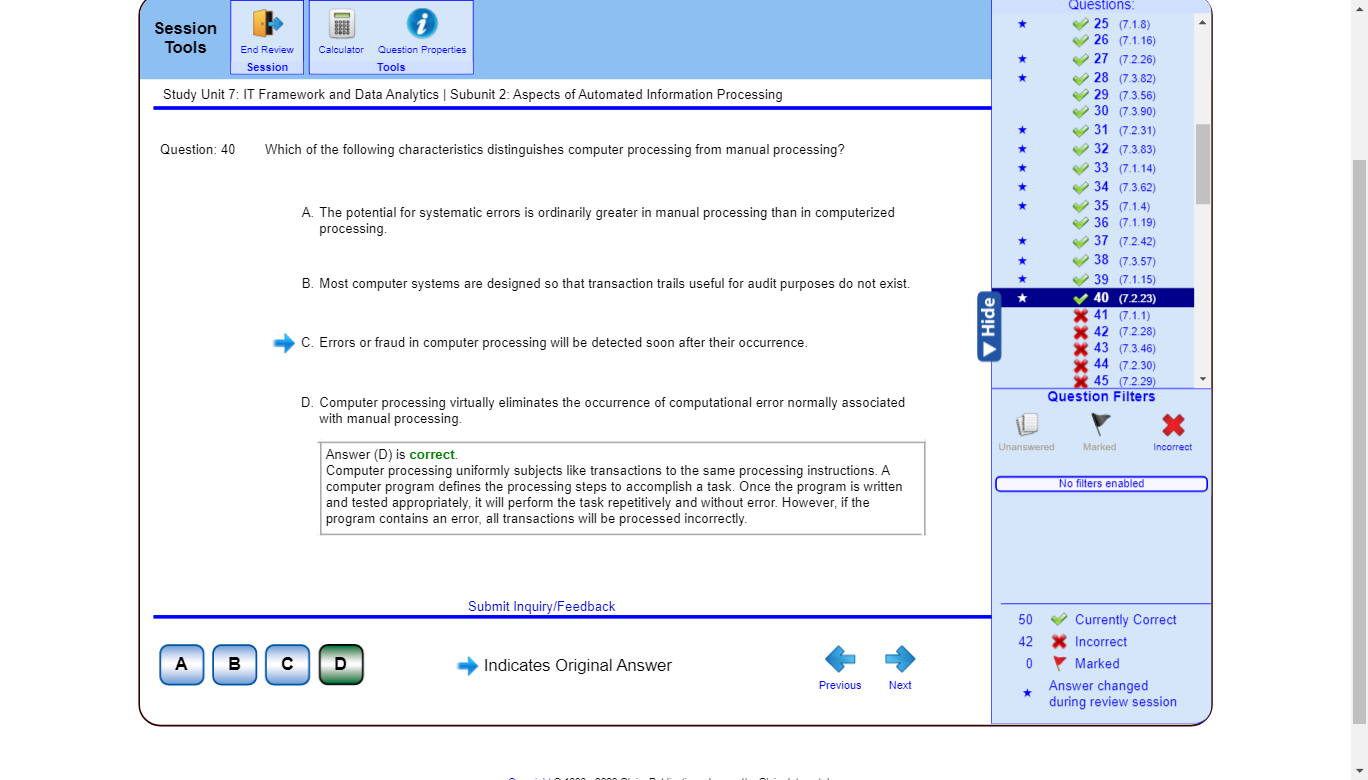 Session
Tools
End Review
Session
Calculator
Question Properties
Tools
Study Unit 7: IT Framework and Data Analytics | Subunit 2: Aspects of Automated Information Processing
Question: 40
Which of the following characteristics distinguishes computer processing from manual processing?
A. The potential for systematic errors is ordinarily greater in manual processing than in computerized
processing.
B. Most computer systems are designed so that transaction trails useful for audit purposes do not exist.
C. Errors or fraud in computer processing will be detected soon after their occurrence.
D. Computer processing virtually eliminates the occurrence of computational error normally associated
with manual processing.
Answer (D) is correct.
Computer processing uniformly subjects like transactions to the same processing instructions. A
computer program defines the processing steps to accomplish a task. Once the program is written
and tested appropriately, it will perform the task repetitively and without error. However, if the
program contains an error, all transactions will be processed incorrectly.
Submit Inquiry/Feedback
A B C D
Indicates Original Answer
Previous
Next
Questions:
25 (7.1.8)
26 (7.1.16)
27 (7.2.26)
28 (7.3.82)
29 (7.3.56)
30 (7.3.90)
31 (7.2.31)
32 (7.3.83)
33 (7.1.14)
34 (7.3.62)
35 (7.1.4)
36 (7.1.19)
37 (7.2.42)
38 (7.3.57)
39 (7.1.15)
40 (7.2.23)
41 (7.1.1)
42 (7.2.28)
43 (7.3.46)
44 (7.2.30)
45 (7.2.29)
Hide
Question Filters
Unanswered
Marked
Incorrect
No filters enabled
50 Currently Correct
42 Incorrect
0 Marked
Answer changed
during review session